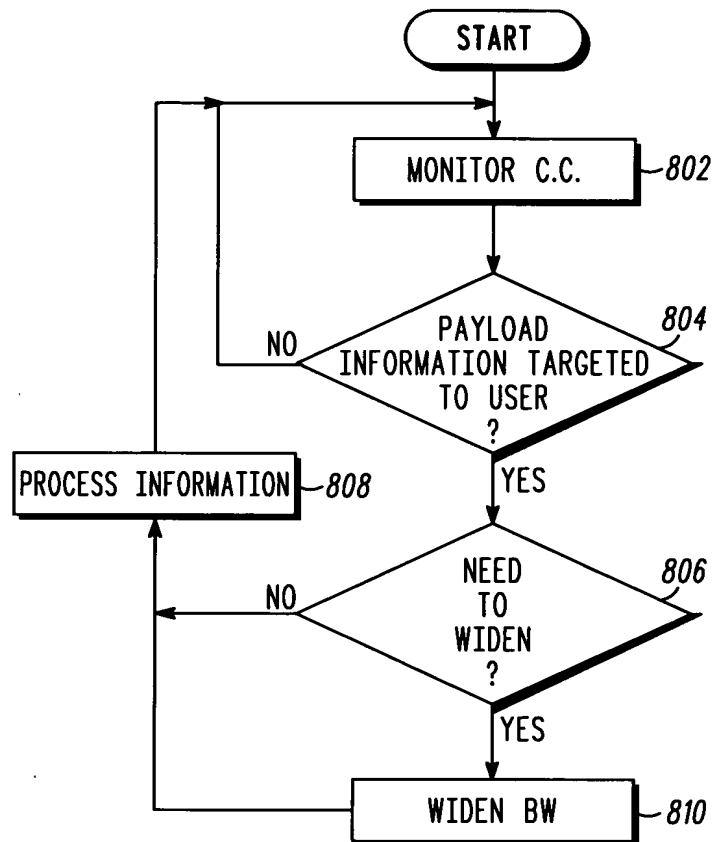 START
MONITOR C.C.
802
PAYLOAD
INFORMATION TARGETED
TO USER
?
804
NO
YES
PROCESS INFORMATION
808
NEED
TO
WIDEN
?
806
NO
YES
WIDEN BW
810